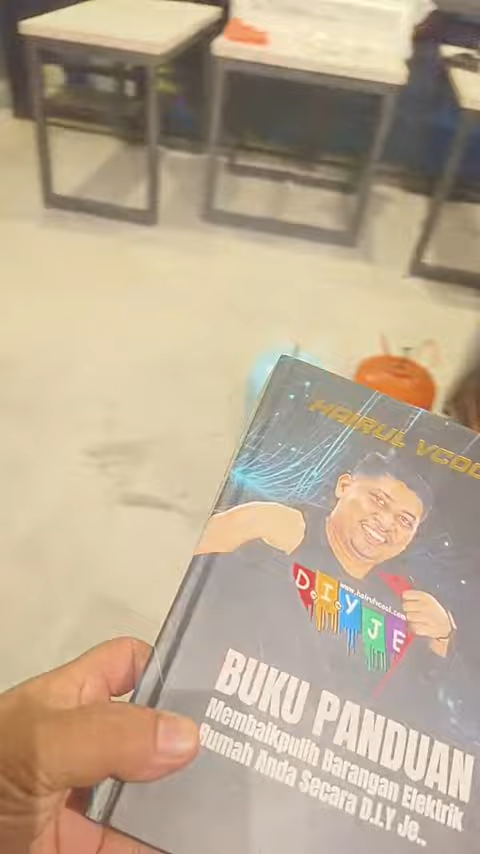 HAIRUL VCOOL
www.hairulvcool.com
D.I.Y JE
BUKU PANDUAN
Membaikpulih Barangan Elektrik
Rumah Anda Secara D.I.Y Je..